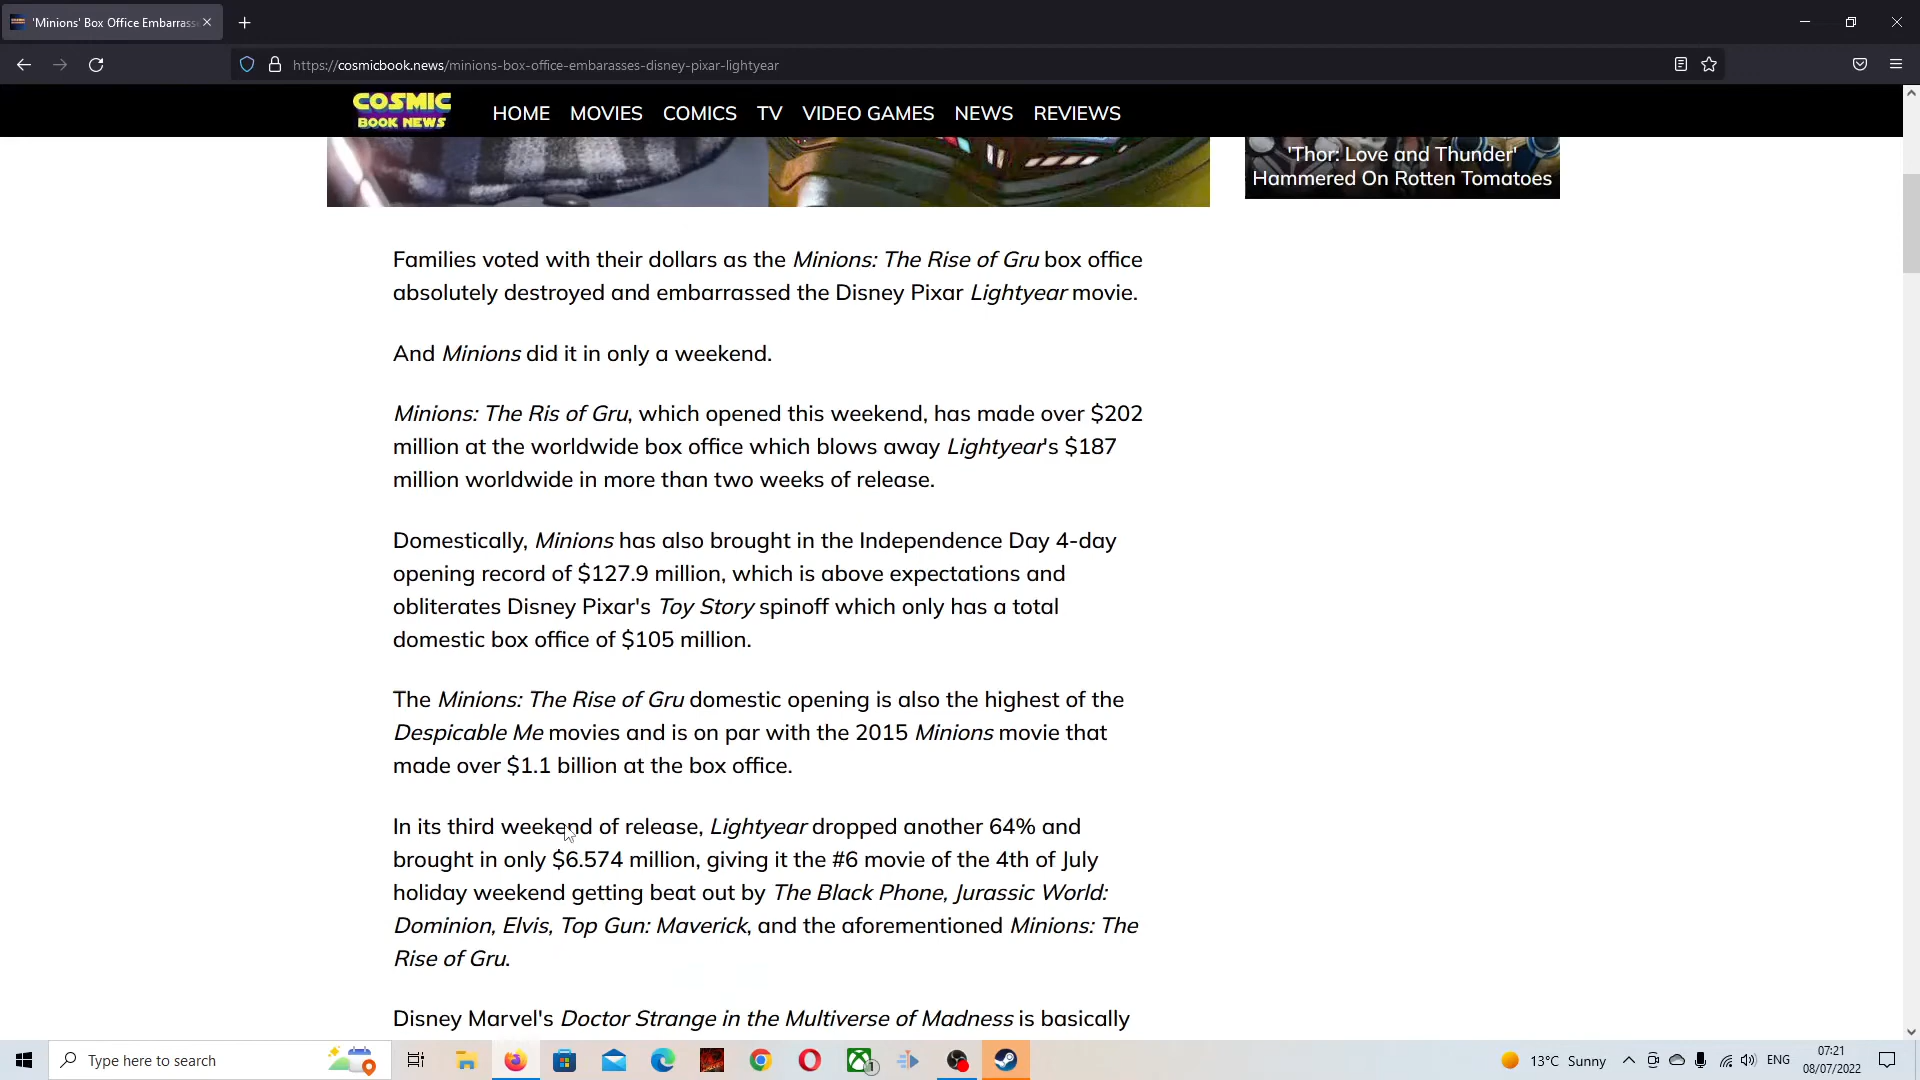 'Minions' Box Office Embarrass
https://cosmicbook.news/minions-box-office-embarasses-disney-pixar-lightyear
COSMIC
BOOK NEWS
HOME MOVIES COMICS TV VIDEO GAMES NEWS REVIEWS
'Thor: Love and Thunder'
Hammered On Rotten Tomatoes
Families voted with their dollars as the Minions: The Rise of Gru box office
absolutely destroyed and embarrassed the Disney Pixar Lightyear movie.
And Minions did it in only a weekend.
Minions: The Ris of Gru, which opened this weekend, has made over $202
million at the worldwide box office which blows away Lightyear's $187
million worldwide in more than two weeks of release.
Domestically, Minions has also brought in the Independence Day 4-day
opening record of $127.9 million, which is above expectations and
obliterates Disney Pixar's Toy Story spinoff which only has a total
domestic box office of $105 million.
The Minions: The Rise of Gru domestic opening is also the highest of the
Despicable Me movies and is on par with the 2015 Minions movie that
made over $1.1 billion at the box office.
In its third weekend of release, Lightyear dropped another 64% and
brought in only $6.574 million, giving it the #6 movie of the 4th of July
holiday weekend getting beat out by The Black Phone, Jurassic World:
Dominion, Elvis, Top Gun: Maverick, and the aforementioned Minions: The
Rise of Gru.
Disney Marvel's Doctor Strange in the Multiverse of Madness is basically
Type here to search
1
13°C Sunny
ENG
07:21
08/07/2022